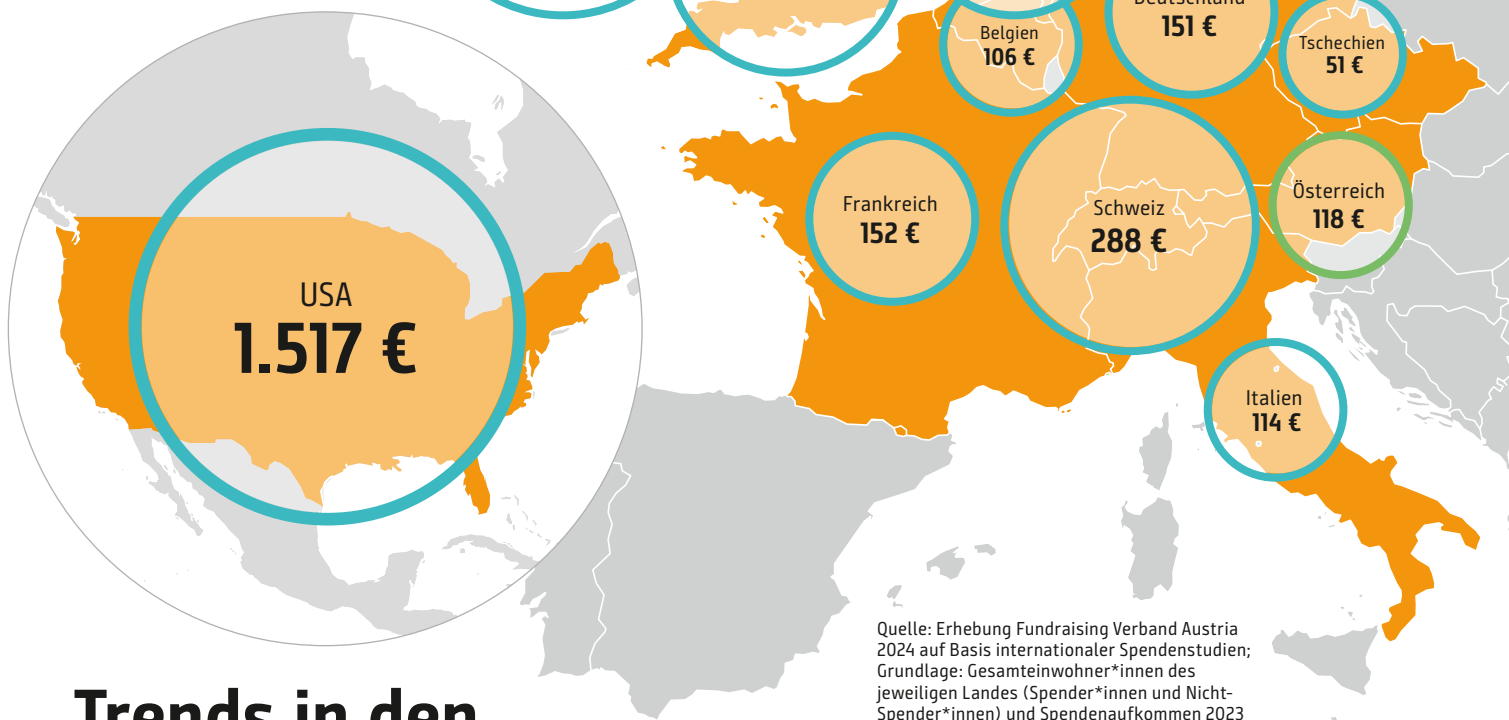 Deutschland
151 €
Belgien
106 €
Tschechien
51 €
Frankreich
152 €
Schweiz
288 €
Österreich
118 €
USA
1.517 €
Italien
114 €
Quelle: Erhebung Fundraising Verband Austria
2024 auf Basis internationaler Spendenstudien;
Grundlage: Gesamteinwohner*innen des
jeweiligen Landes (Spender*innen und Nicht-
Spender*innen) und Spendenaufkommen 2023
Trends in den